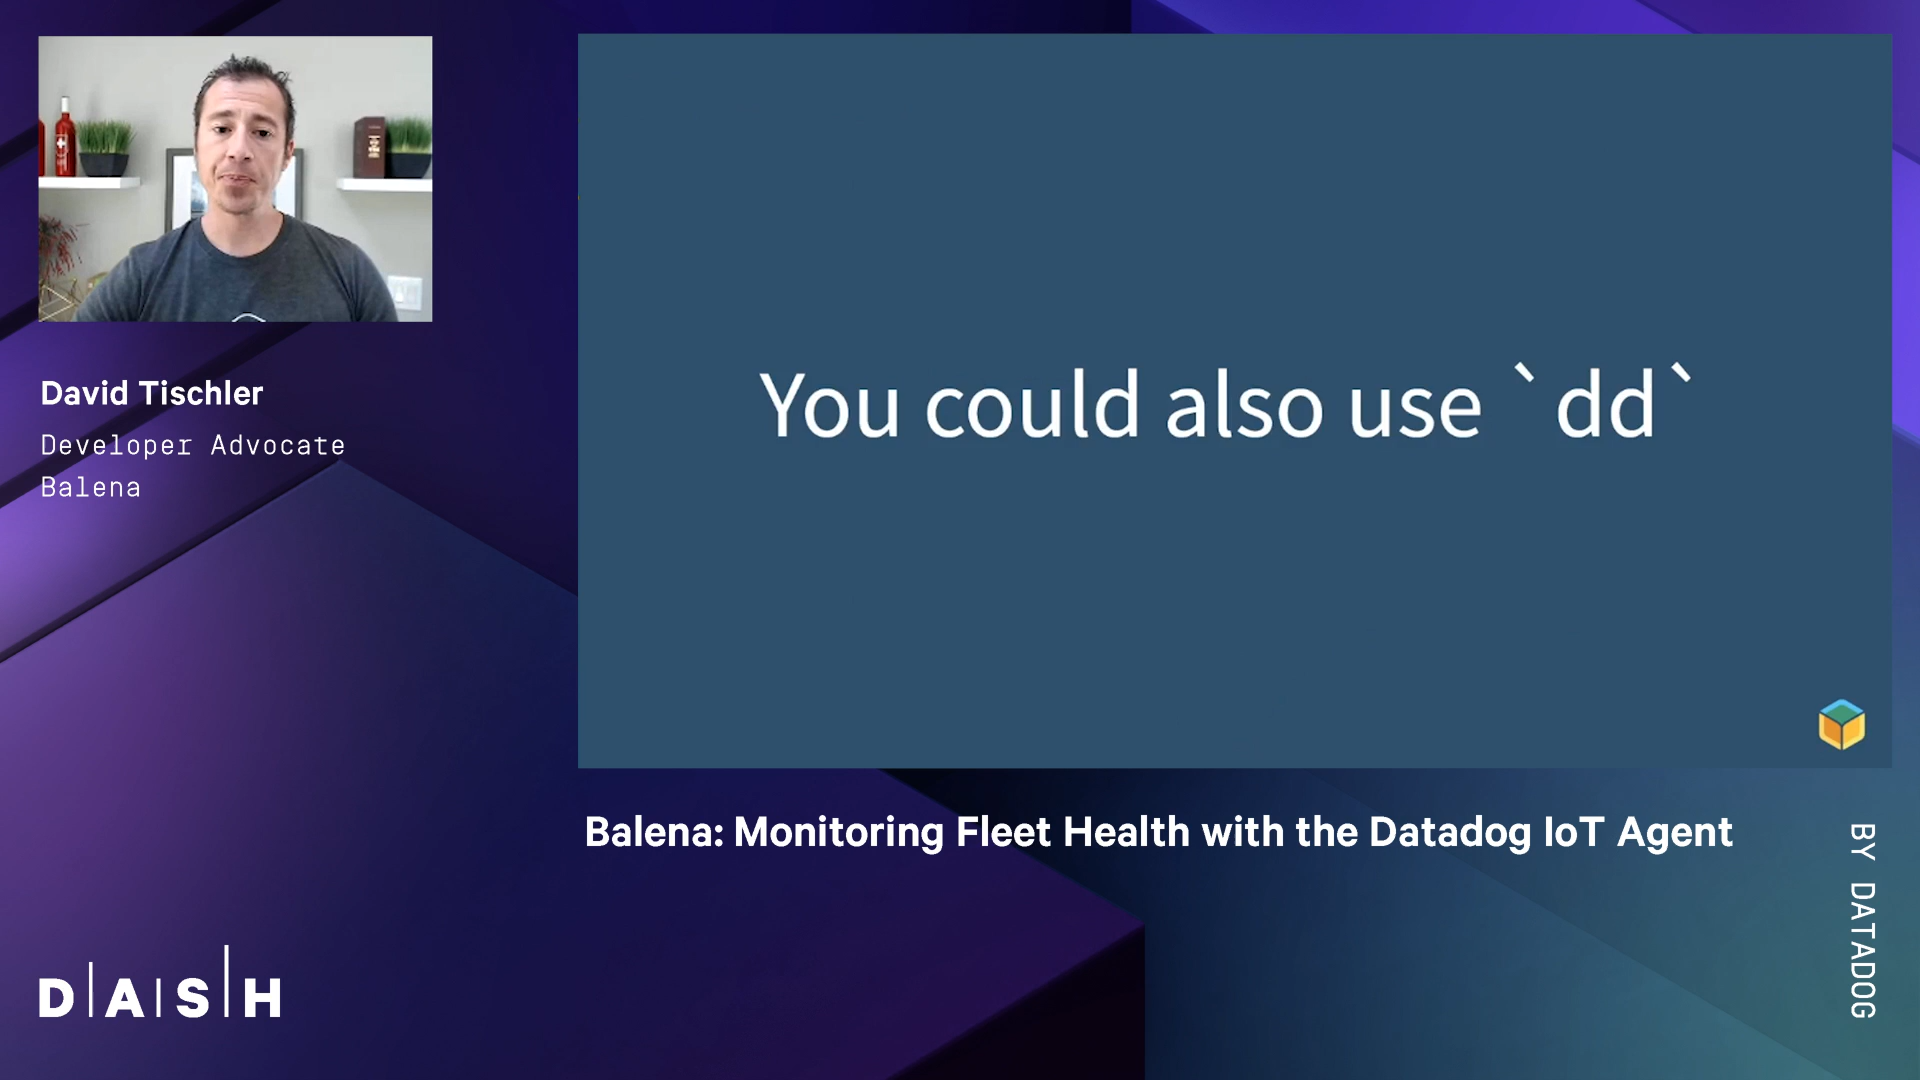 David Tischler
Developer Advocate
Balena
You could also use `dd`
Balena: Monitoring Fleet Health with the Datadog IoT Agent
DASH
BY DATADOG